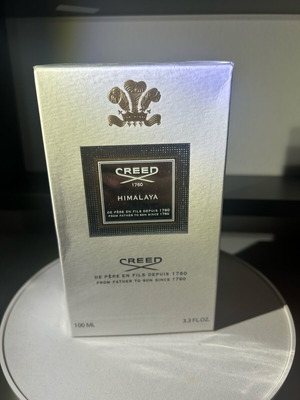 CREED
1760
HIMALAYA
DE PÈRE EN FILS DEPUIS 1760
FROM FATHER TO SON SINCE 1760
CREED
DE PÈRE EN FILS DEPUIS 1760
FROM FATHER TO SON SINCE 1760
100 ML
3.3 FL.OZ.